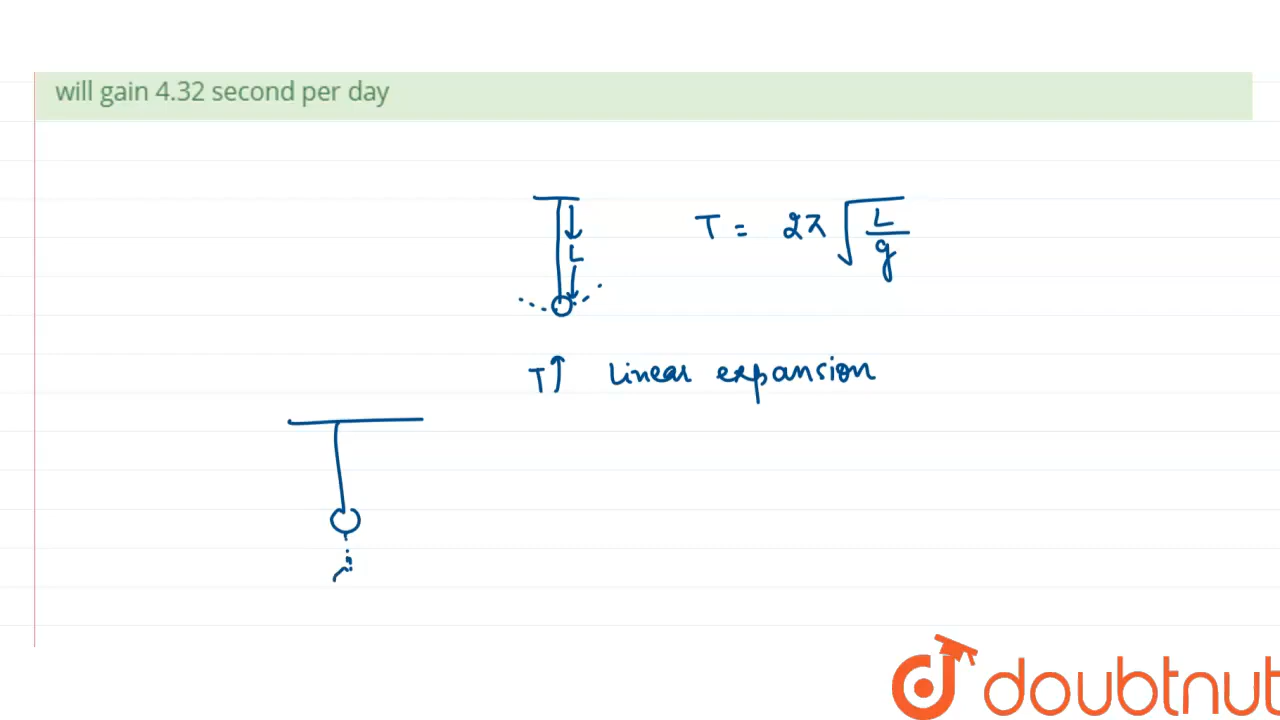 will gain 4.32 second per day
T = 2π √(L/g)
L
T↑ Linear expansion
doubtnut